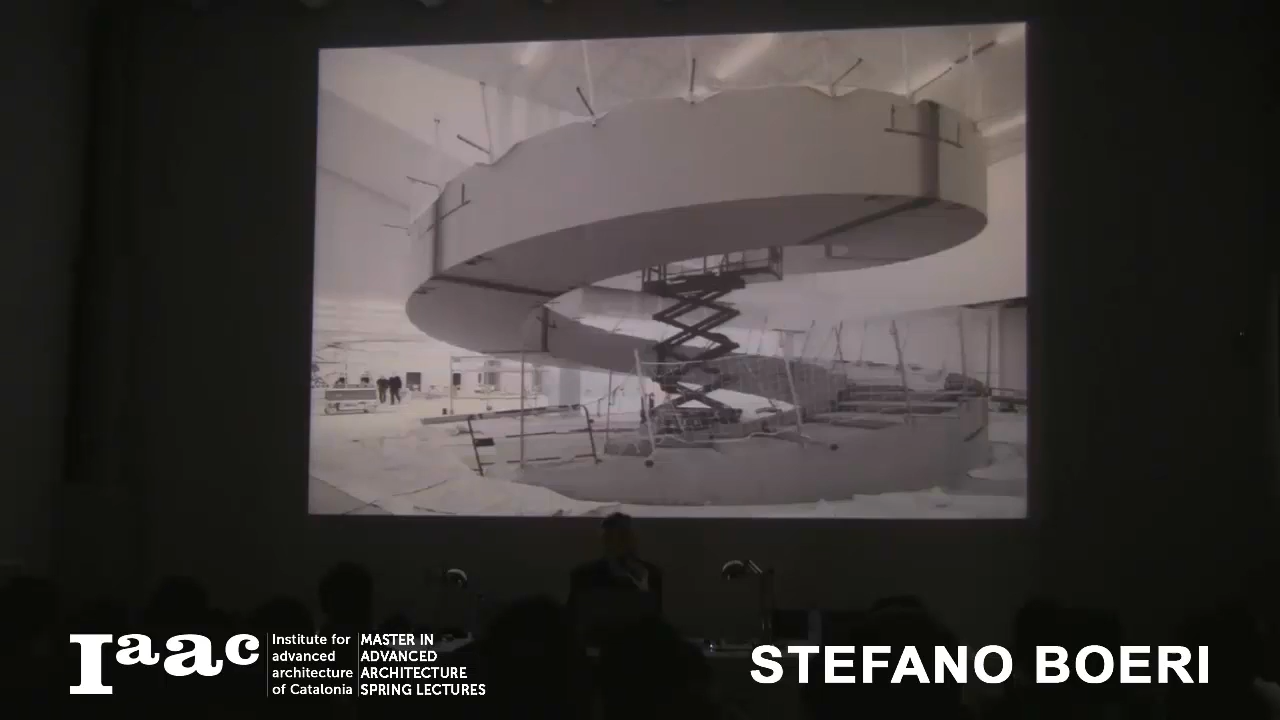 Iaac
Institute for
advanced
architecture
of Catalonia
MASTER IN
ADVANCED
ARCHITECTURE
SPRING LECTURES
STEFANO BOERI